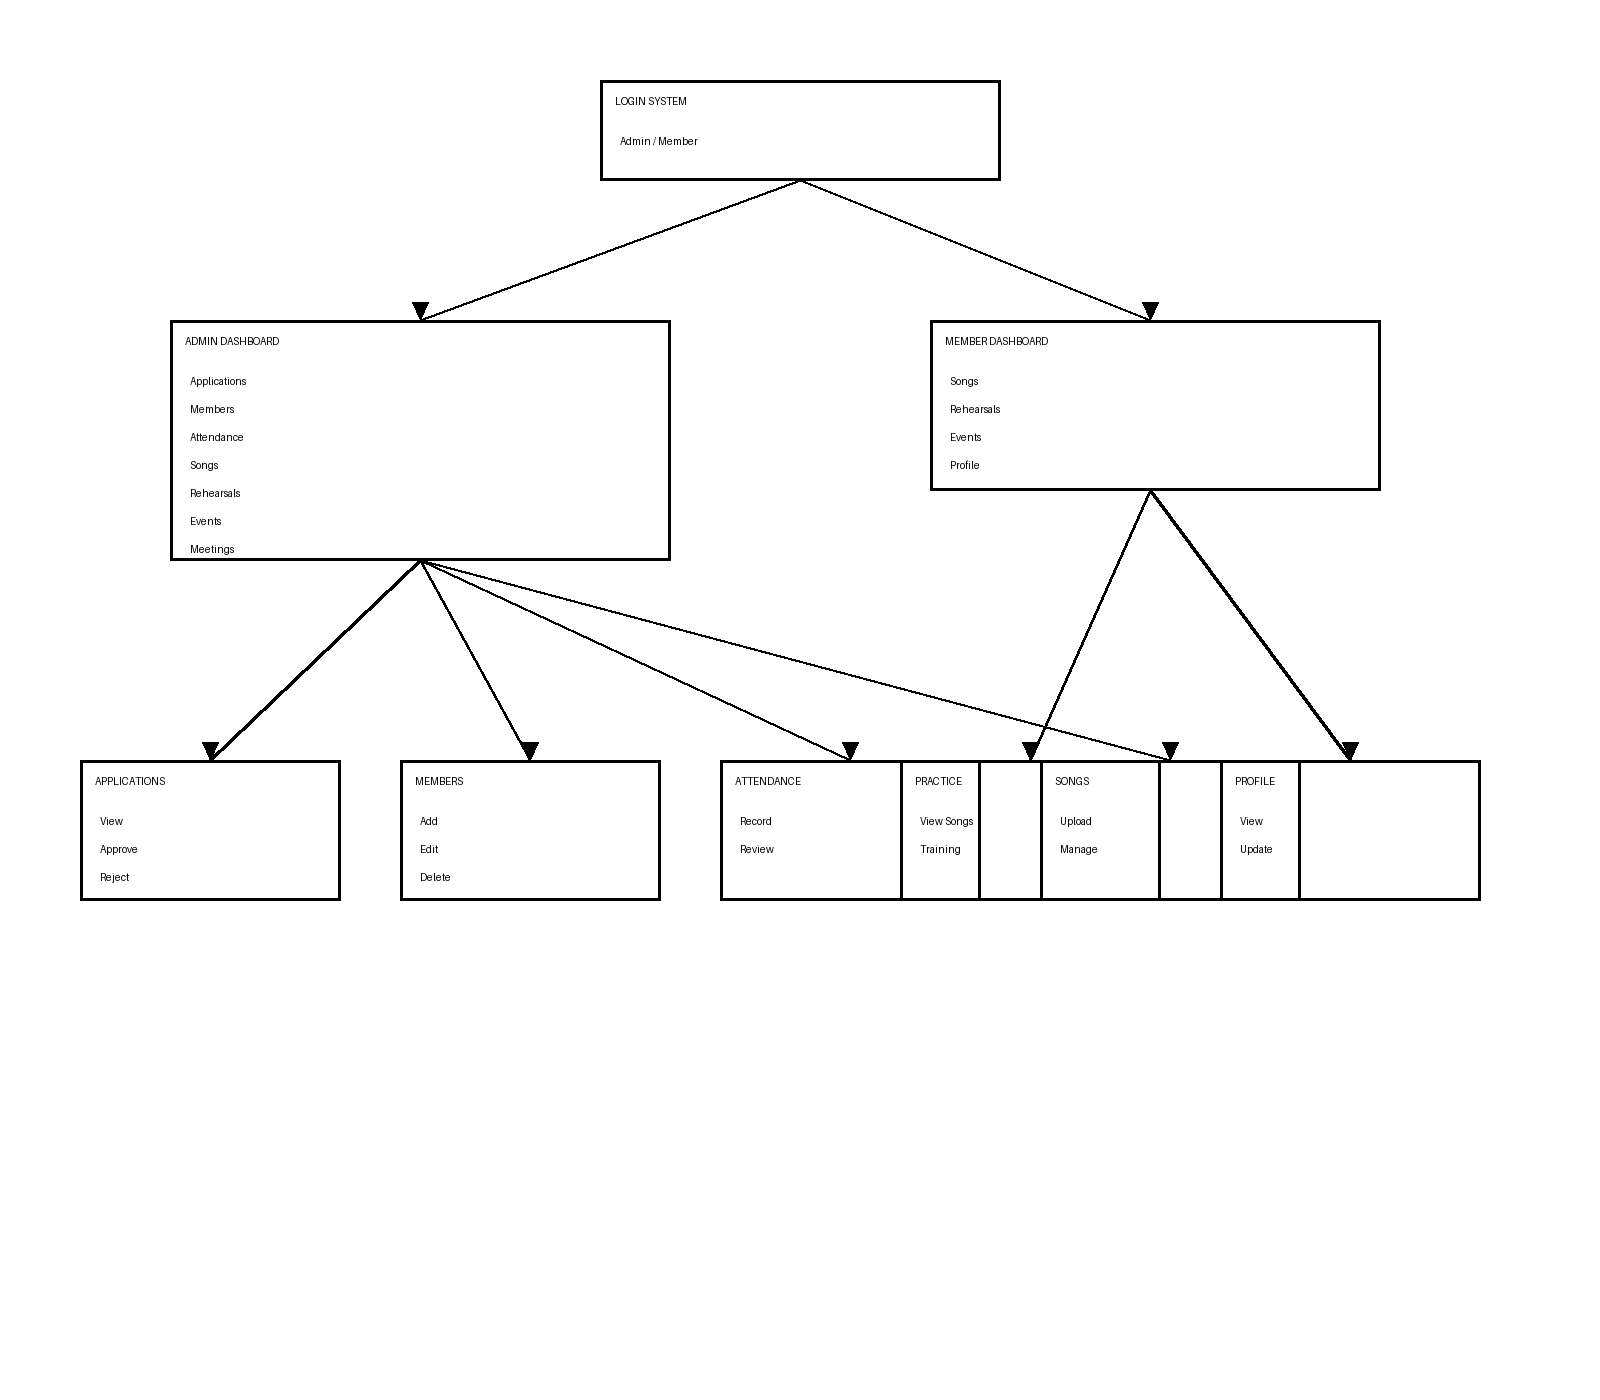 LOGIN SYSTEM
Admin / Member
ADMIN DASHBOARD
Applications
Members
Attendance
Songs
Rehearsals
Events
Meetings
MEMBER DASHBOARD
Songs
Rehearsals
Events
Profile
APPLICATIONS
View
Approve
Reject
MEMBERS
Add
Edit
Delete
ATTENDANCE
Record
Review
PRACTICE
View Songs
Training
SONGS
Upload
Manage
PROFILE
View
Update